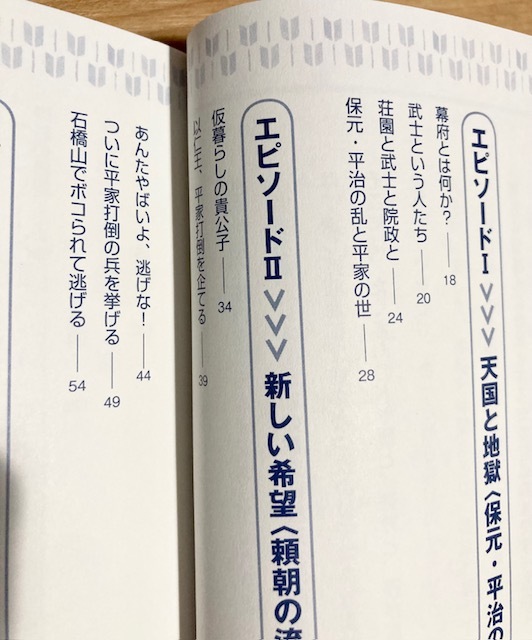 エピソードⅠ 天国と地獄〈保元・平治の
幕府とは何か？ 18
武士という人たち 20
荘園と武士と院政と 24
保元・平治の乱と平家の世 28
エピソードⅡ 新しい希望〈頼朝の流
仮暮らしの貴公子 34
以仁王、平家打倒を企てる 39
あんたやばいよ、逃げな！ 44
ついに平家打倒の兵を挙げる 49
石橋山でボコられて逃げる 54